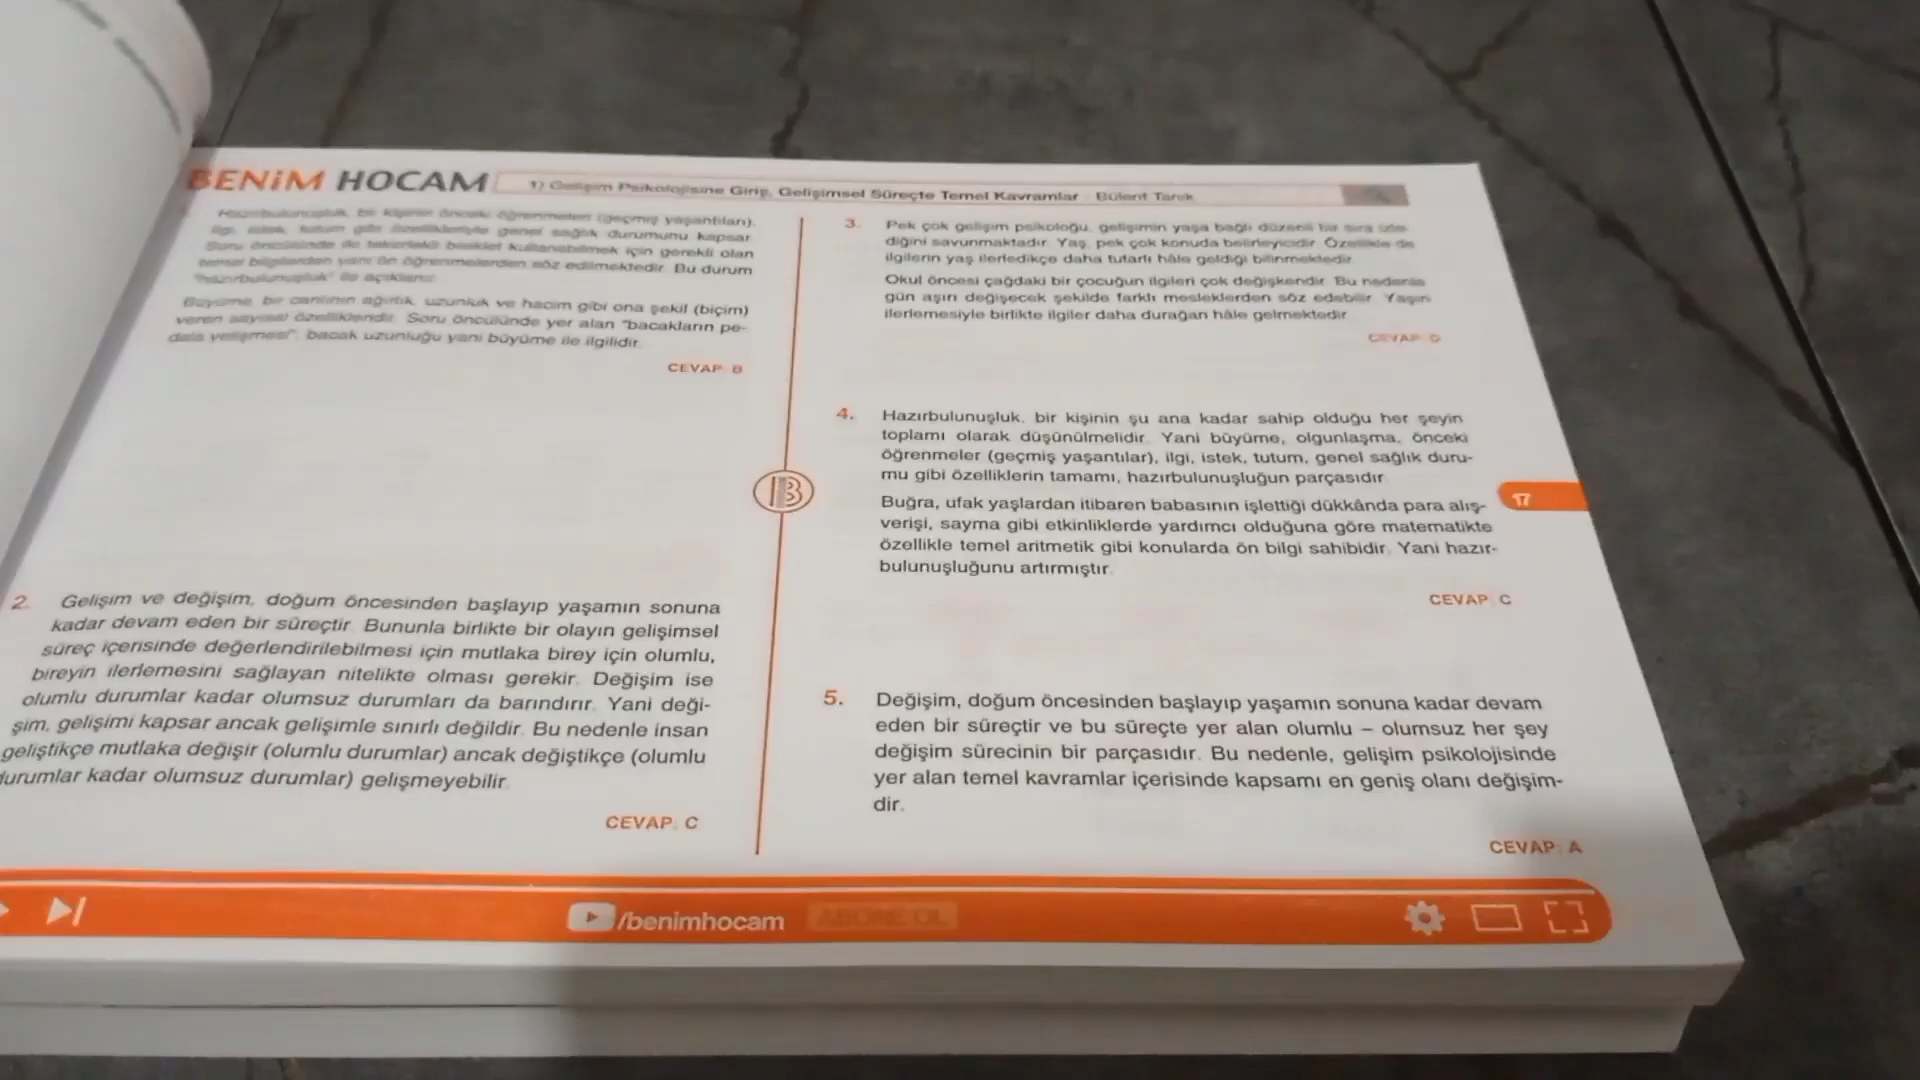 BENİM HOCAM
1) Gelişim Psikolojisine Giriş, Gelişimsel Süreçte Temel Kavramlar - Bülent Tanık
Hazırbulunuşluk, bir kişinin önceki öğrenmeleri (geçmiş yaşantıları),
ilgi, istek, tutum gibi özellikleriyle genel sağlık durumunu kapsar.
Soru öncülünde iki tekerlekli bisiklet kullanabilmek için gerekli olan
temel bilgilerden yani ön öğrenmelerden söz edilmektedir. Bu durum
"hazırbulunuşluk" ile açıklanır.
Büyüme, bir canlının ağırlık, uzunluk ve hacim gibi ona şekil (biçim)
veren sayısal özelliklerdir. Soru öncülünde yer alan "bacakların pe-
dala yetişmesi", bacak uzunluğu yani büyüme ile ilgilidir.
CEVAP: B
2. Gelişim ve değişim, doğum öncesinden başlayıp yaşamın sonuna
kadar devam eden bir süreçtir. Bununla birlikte bir olayın gelişimsel
süreç içerisinde değerlendirilebilmesi için mutlaka birey için olumlu,
bireyin ilerlemesini sağlayan nitelikte olması gerekir. Değişim ise
olumlu durumlar kadar olumsuz durumları da barındırır. Yani deği-
şim, gelişimi kapsar ancak gelişimle sınırlı değildir. Bu nedenle insan
geliştikçe mutlaka değişir (olumlu durumlar) ancak değiştikçe (olumlu
durumlar kadar olumsuz durumlar) gelişmeyebilir.
CEVAP: C
3. Pek çok gelişim psikoloğu, gelişimin yaşa bağlı düzenli bir sıra izle-
diğini savunmaktadır. Yaş, pek çok konuda belirleyicidir. Özellikle de
ilgilerin yaş ilerledikçe daha tutarlı hâle geldiği bilinmektedir.
Okul öncesi çağdaki bir çocuğun ilgileri çok değişkendir. Bu nedenle
gün aşırı değişecek şekilde farklı mesleklerden söz edebilir. Yaşın
ilerlemesiyle birlikte ilgiler daha durağan hâle gelmektedir.
CEVAP: D
4. Hazırbulunuşluk, bir kişinin şu ana kadar sahip olduğu her şeyin
toplamı olarak düşünülmelidir. Yani büyüme, olgunlaşma, önceki
öğrenmeler (geçmiş yaşantılar), ilgi, istek, tutum, genel sağlık duru-
mu gibi özelliklerin tamamı, hazırbulunuşluğun parçasıdır.
Buğra, ufak yaşlardan itibaren babasının işlettiği dükkânda para alış-
verişi, sayma gibi etkinliklerde yardımcı olduğuna göre matematikte
özellikle temel aritmetik gibi konularda ön bilgi sahibidir. Yani hazır-
bulunuşluğunu artırmıştır.
CEVAP: C
17
5. Değişim, doğum öncesinden başlayıp yaşamın sonuna kadar devam
eden bir süreçtir ve bu süreçte yer alan olumlu – olumsuz her şey
değişim sürecinin bir parçasıdır. Bu nedenle, gelişim psikolojisinde
yer alan temel kavramlar içerisinde kapsamı en geniş olanı değişim-
dir.
CEVAP: A
/benimhocam ABONE OL